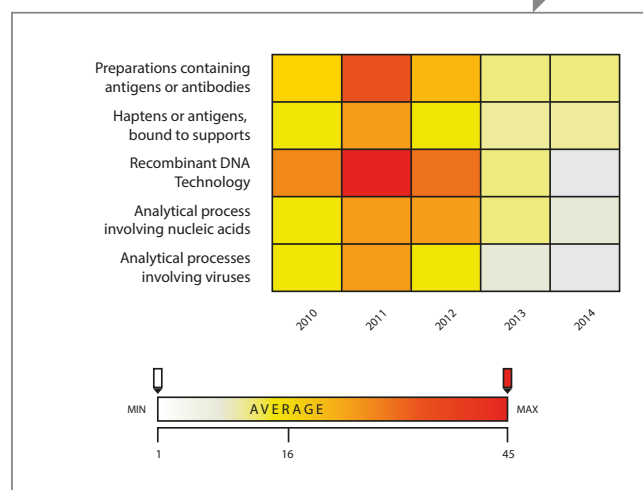 Preparations containing
antigens or antibodies
Haptens or antigens,
bound to supports
Recombinant DNA
Technology
Analytical process
involving nucleic acids
Analytical processes
involving viruses
2010
2011
2012
2013
2014
MIN
AVERAGE
MAX
1
16
45